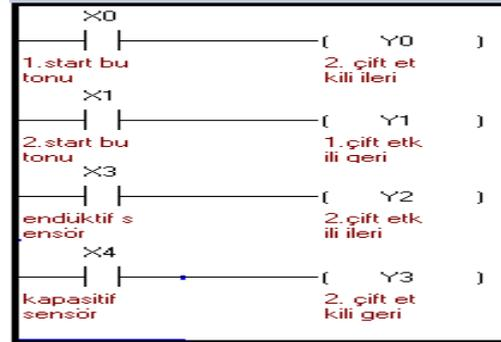 X0
( Y0 )
1.start bu
tonu
2. çift et
kili ileri
X1
( Y1 )
2.start bu
tonu
1.çift etk
ili geri
X3
( Y2 )
endüktif s
ensör
2.çift etk
ili ileri
X4
( Y3 )
kapasitif
sensör
2. çift et
kili geri